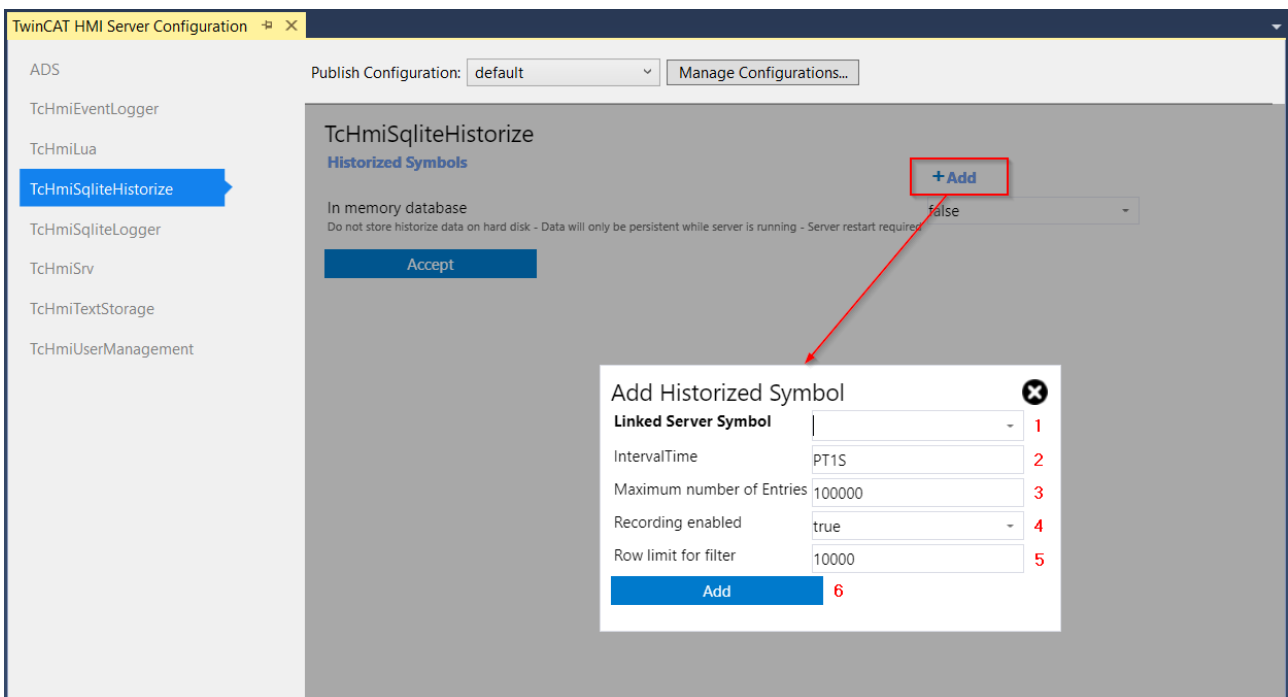 TwinCAT HMI Server Configuration
ADS
TcHmiEventLogger
TcHmiLua
TcHmiSqliteHistorize
TcHmiSqliteLogger
TcHmiSrv
TcHmiTextStorage
TcHmiUserManagement
Publish Configuration: default Manage Configurations...
TcHmiSqliteHistorize
Historized Symbols
+Add
In memory database false
Do not store historize data on hard disk - Data will only be persistent while server is running - Server restart required
Accept
Add Historized Symbol
Linked Server Symbol 1
IntervalTime PT1S 2
Maximum number of Entries 100000 3
Recording enabled true 4
Row limit for filter 10000 5
Add 6